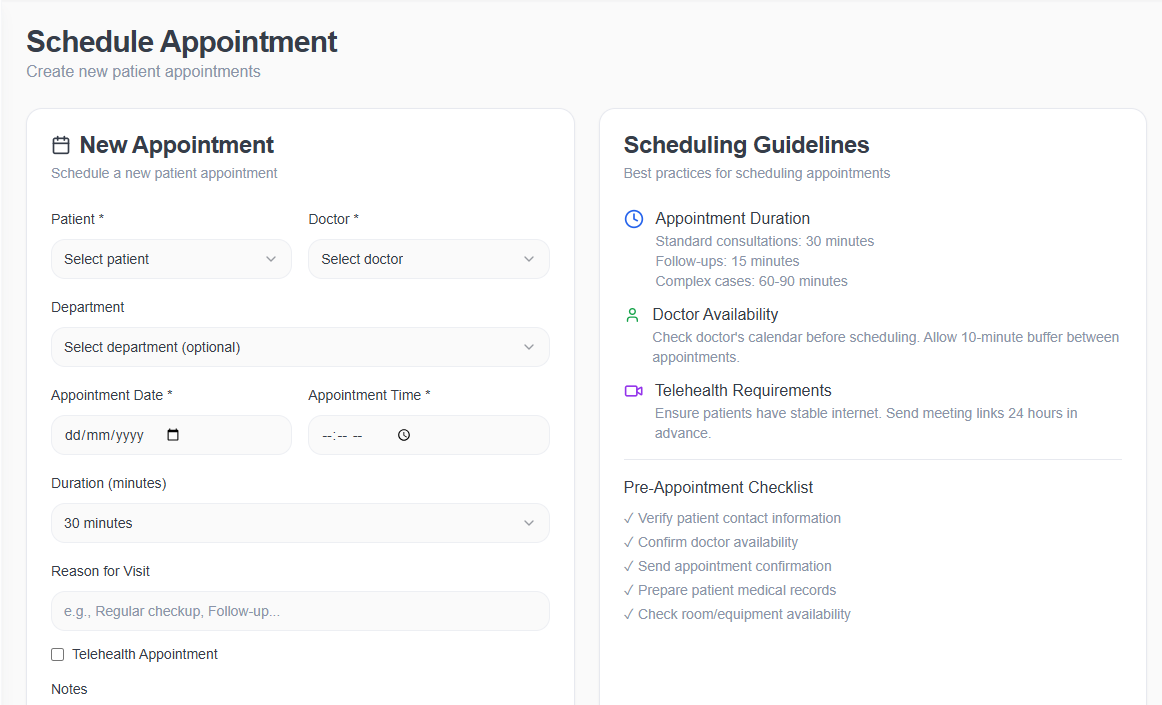 Schedule Appointment
Create new patient appointments
New Appointment
Schedule a new patient appointment
Patient *
Doctor *
Select patient
Select doctor
Department
Select department (optional)
Appointment Date *
Appointment Time *
dd/mm/yyyy
--:-- --
Duration (minutes)
30 minutes
Reason for Visit
e.g., Regular checkup, Follow-up...
Telehealth Appointment
Notes
Scheduling Guidelines
Best practices for scheduling appointments
Appointment Duration
Standard consultations: 30 minutes
Follow-ups: 15 minutes
Complex cases: 60-90 minutes
Doctor Availability
Check doctor's calendar before scheduling. Allow 10-minute buffer between
appointments.
Telehealth Requirements
Ensure patients have stable internet. Send meeting links 24 hours in
advance.
Pre-Appointment Checklist
✓ Verify patient contact information
✓ Confirm doctor availability
✓ Send appointment confirmation
✓ Prepare patient medical records
✓ Check room/equipment availability